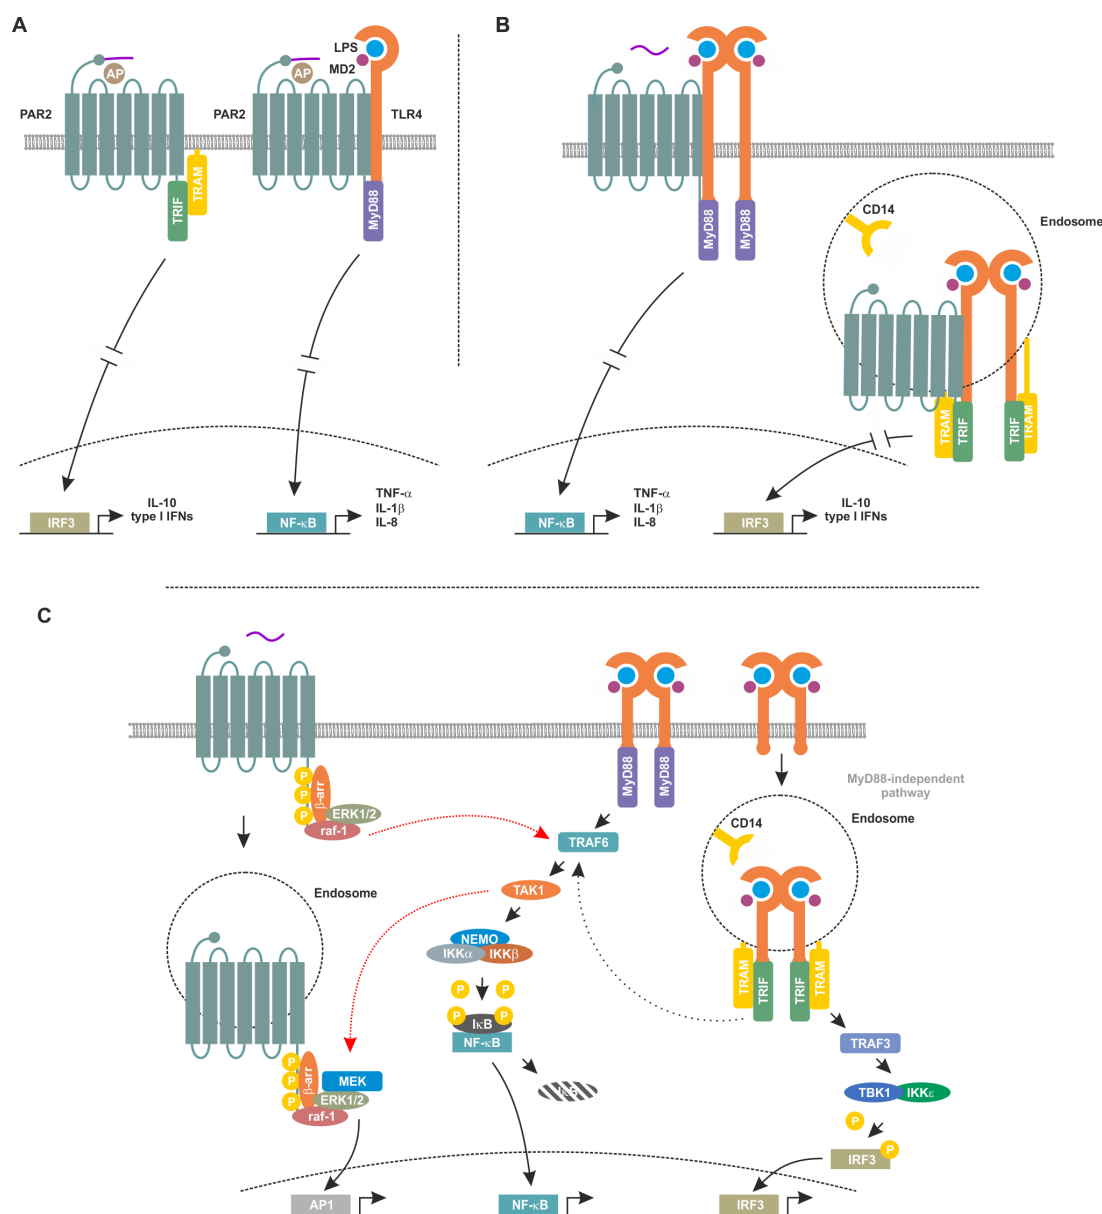 A
LPS
AP
AP
MD2
PAR2
PAR2
TLR4
TRAM
TRIF
MyD88
IRF3
IL-10
type I IFNs
NF-κB
TNF-α
IL-1β
IL-8
B
MyD88
MyD88
CD14
Endosome
TRAM
TRIF
TRIF
TRAM
NF-κB
TNF-α
IL-1β
IL-8
IRF3
IL-10
type I IFNs
C
P
P
P
β-arr
ERK1/2
raf-1
MyD88
MyD88
MyD88-independent
pathway
TRAF6
CD14
Endosome
Endosome
TAK1
NEMO
IKKα
IKKβ
TRAM
TRIF
TRIF
TRAM
P
P
P
P
IκB
NF-κB
TRAF3
P
P
P
β-arr
MEK
ERK1/2
raf-1
IκB
TBK1
IKKε
P
P
IRF3
AP1
NF-κB
IRF3